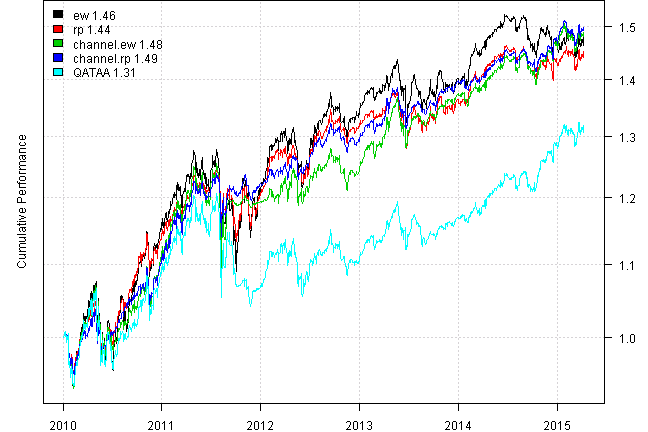 ew 1.46
rp 1.44
channel.ew 1.48
channel.rp 1.49
QATAA 1.31
Cumulative Performance
1.5
1.4
1.3
1.2
1.1
1.0
2010 2011 2012 2013 2014 2015